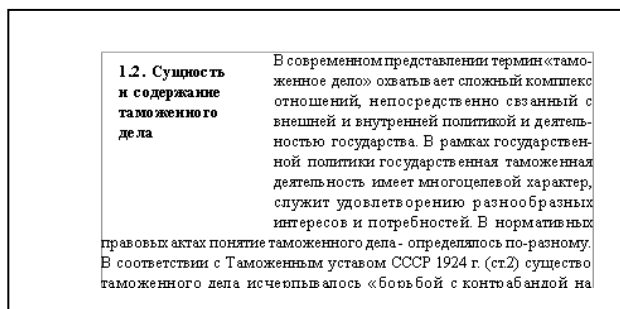 1.2. Сущность
и содержание
таможенного
дела
В современном представлении термин «тамо-
женное дело» охватывает сложный комплекс
отношений, непосредственно свзанный с
внешней и внутренней политикой и деятель-
ностью государства. В рамках государствен-
ной политики государственная таможенная
деятельность имеет многоцелевой характер,
служит удовлетворению разнообразных
интересов и потребностей. В нормативных
правовых актах понятие таможенного дела - определялось по-разному.
В соответствии с Таможенным уставом СССР 1924 г. (ст.2) существо
таможенного дела исчерпывалось «борьбой с контрабандой на